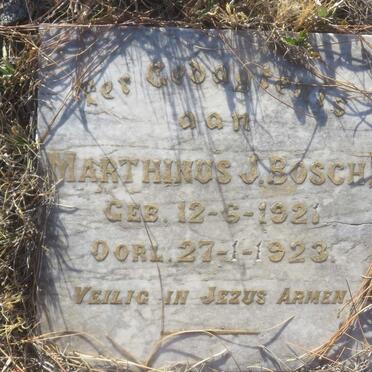 Ter Gedagtenis
aan
MARTHINUS J. BOSCH
GEB. 12-5-1921
OORL. 27-1-1923.
VEILIG IN JEZUS ARMEN